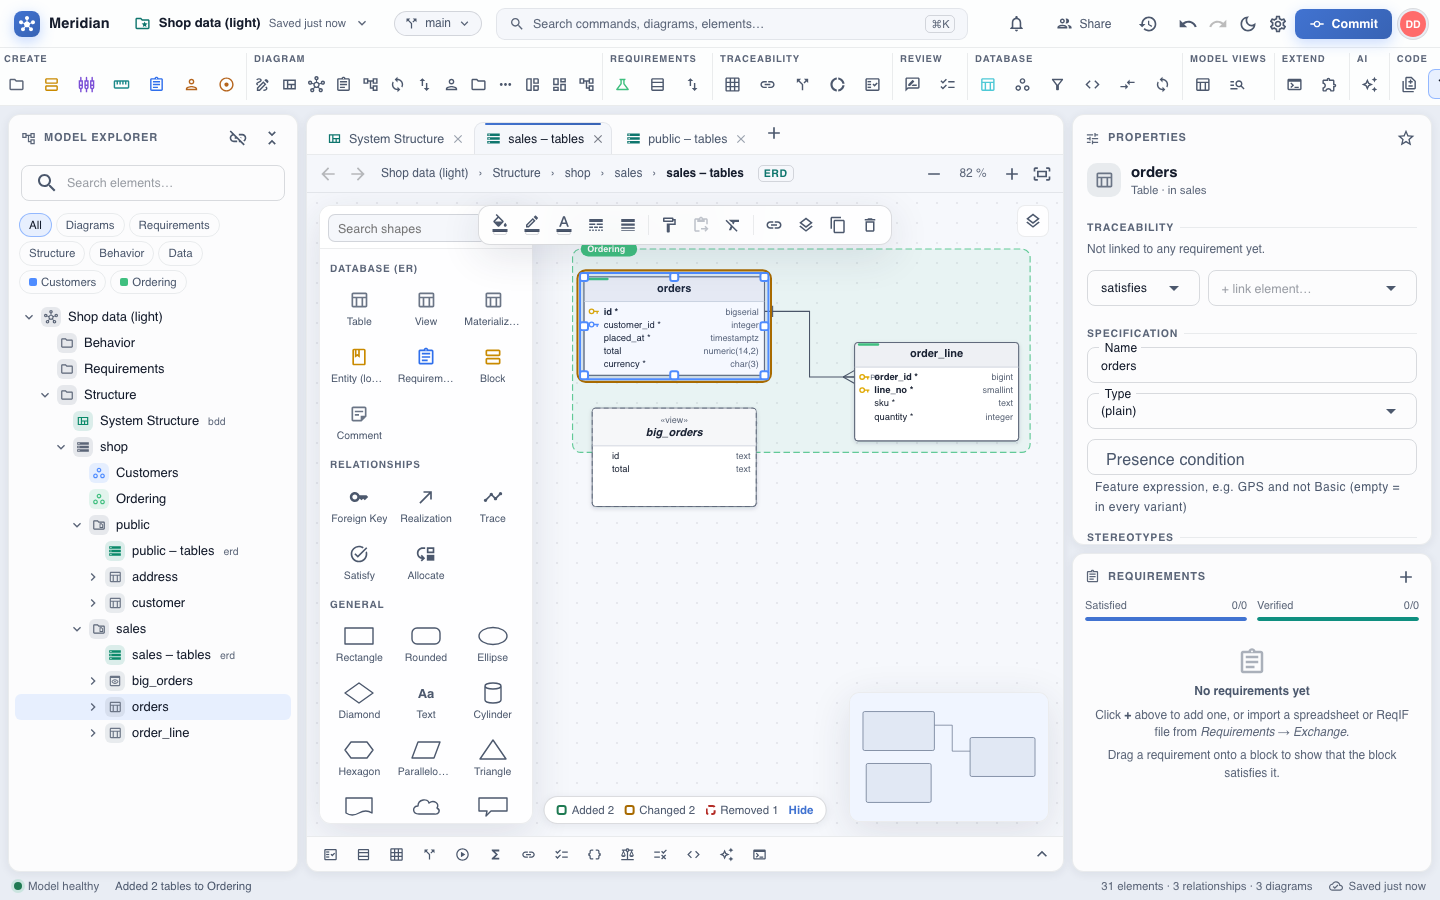 Meridian
Shop data (light)
Saved just now
main
Search commands, diagrams, elements…
⌘K
Share
Commit
DD
CREATE
DIAGRAM
REQUIREMENTS
TRACEABILITY
REVIEW
DATABASE
MODEL VIEWS
EXTEND
AI
CODE
MODEL EXPLORER
Search elements…
All
Diagrams
Requirements
Structure
Behavior
Data
Customers
Ordering
Shop data (light)
Behavior
Requirements
Structure
System Structure bdd
shop
Customers
Ordering
public
public – tables erd
address
customer
sales
sales – tables erd
big_orders
orders
order_line
System Structure
sales – tables
public – tables
Shop data (light) › Structure › shop › sales › sales – tables
ERD
82 %
Search shapes
DATABASE (ER)
Table
View
Materializ…
Entity (lo…
Requirem…
Block
Comment
RELATIONSHIPS
Foreign Key
Realization
Trace
Satisfy
Allocate
GENERAL
Rectangle
Rounded
Ellipse
Diamond
Aa
Text
Cylinder
Hexagon
Parallelo…
Triangle
Ordering
orders
id * bigserial
customer_id * integer
placed_at * timestamptz
total numeric(14,2)
currency * char(3)
order_line
order_id * bigint
line_no * smallint
sku * text
quantity * integer
«view»
big_orders
id text
total text
Added 2
Changed 2
Removed 1
Hide
PROPERTIES
orders
Table · in sales
TRACEABILITY
Not linked to any requirement yet.
satisfies
+ link element…
SPECIFICATION
Name
orders
Type
(plain)
Presence condition
Feature expression, e.g. GPS and not Basic (empty =
in every variant)
STEREOTYPES
REQUIREMENTS
Satisfied 0/0
Verified 0/0
No requirements yet
Click + above to add one, or import a spreadsheet or ReqIF
file from Requirements → Exchange.
Drag a requirement onto a block to show that the block
satisfies it.
Model healthy
Added 2 tables to Ordering
31 elements · 3 relationships · 3 diagrams
Saved just now